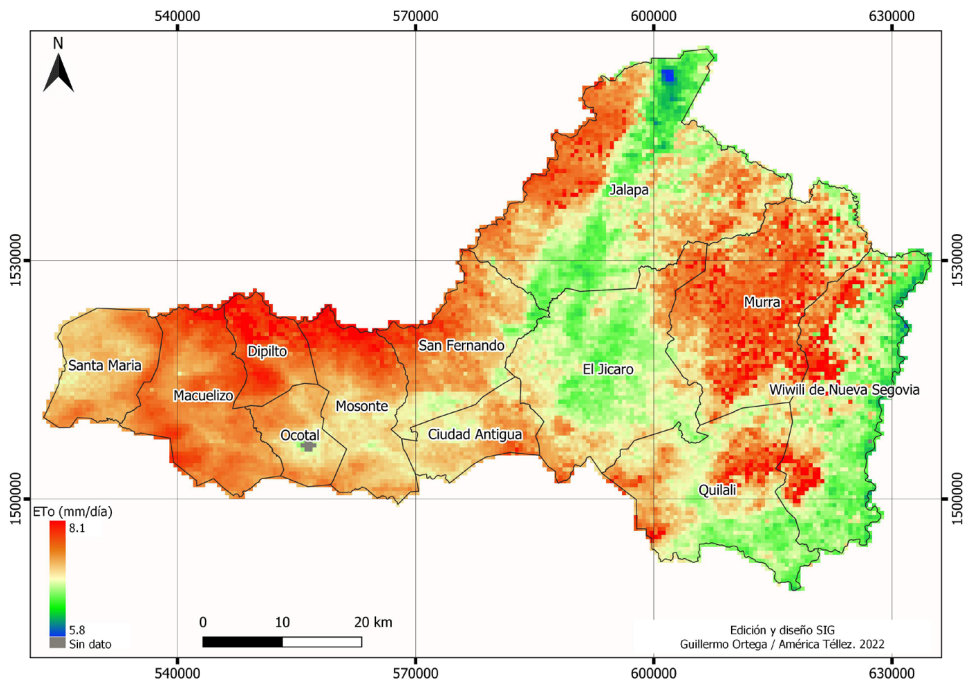 540000 570000 600000 630000
N
Jalapa
1530000 1530000
Murra
San Fernando
Dipilto
Santa Maria
El Jicaro
Wiwili de Nueva Segovia
Macuelizo
Mosonte
Ocotal
Ciudad Antigua
Quilali
1500000 1500000
ETo (mm/día)
8.1
5.8
Sin dato
0 10 20 km
Edición y diseño SIG
Guillermo Ortega / América Téllez. 2022
540000 570000 600000 630000